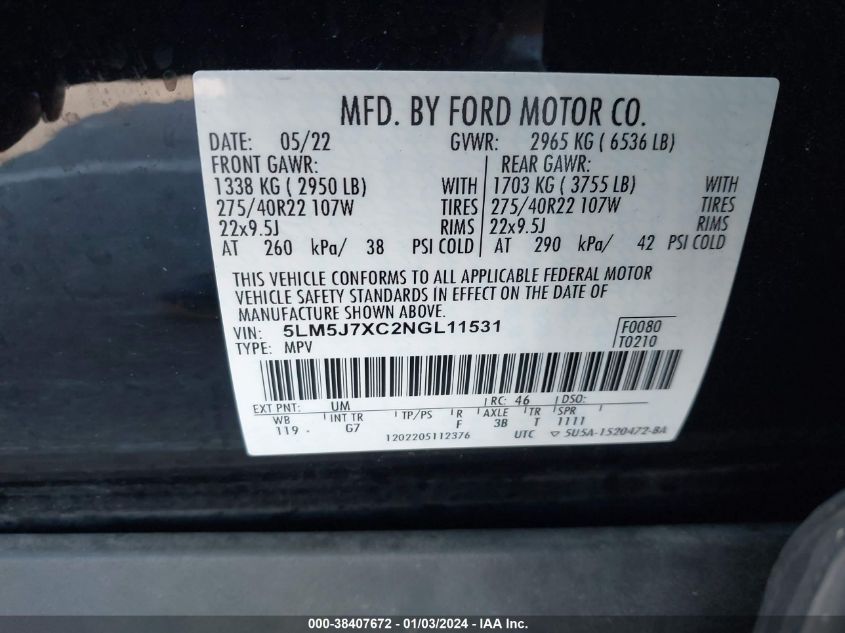 MFD. BY FORD MOTOR CO.
DATE: 05/22 GVWR: 2965 KG ( 6536 LB)
FRONT GAWR: REAR GAWR:
1338 KG ( 2950 LB) WITH 1703 KG ( 3755 LB) WITH
275/40R22 107W TIRES 275/40R22 107W TIRES
22x9.5J RIMS 22x9.5J RIMS
AT 260 kPa/ 38 PSI COLD AT 290 kPa/ 42 PSI COLD
THIS VEHICLE CONFORMS TO ALL APPLICABLE FEDERAL MOTOR
VEHICLE SAFETY STANDARDS IN EFFECT ON THE DATE OF
MANUFACTURE SHOWN ABOVE.
VIN: 5LM5J7XC2NGL11531 F0080
TYPE: MPV T0210
EXT PNT: UM RC: 46 DSO:
WB INT TR TP/PS R AXLE TR SPR
119 G7 F 3B T 1111
1202205112376 UTC ▽ 5U5A-1520472-BA
000-38407672 - 01/03/2024 - IAA Inc.